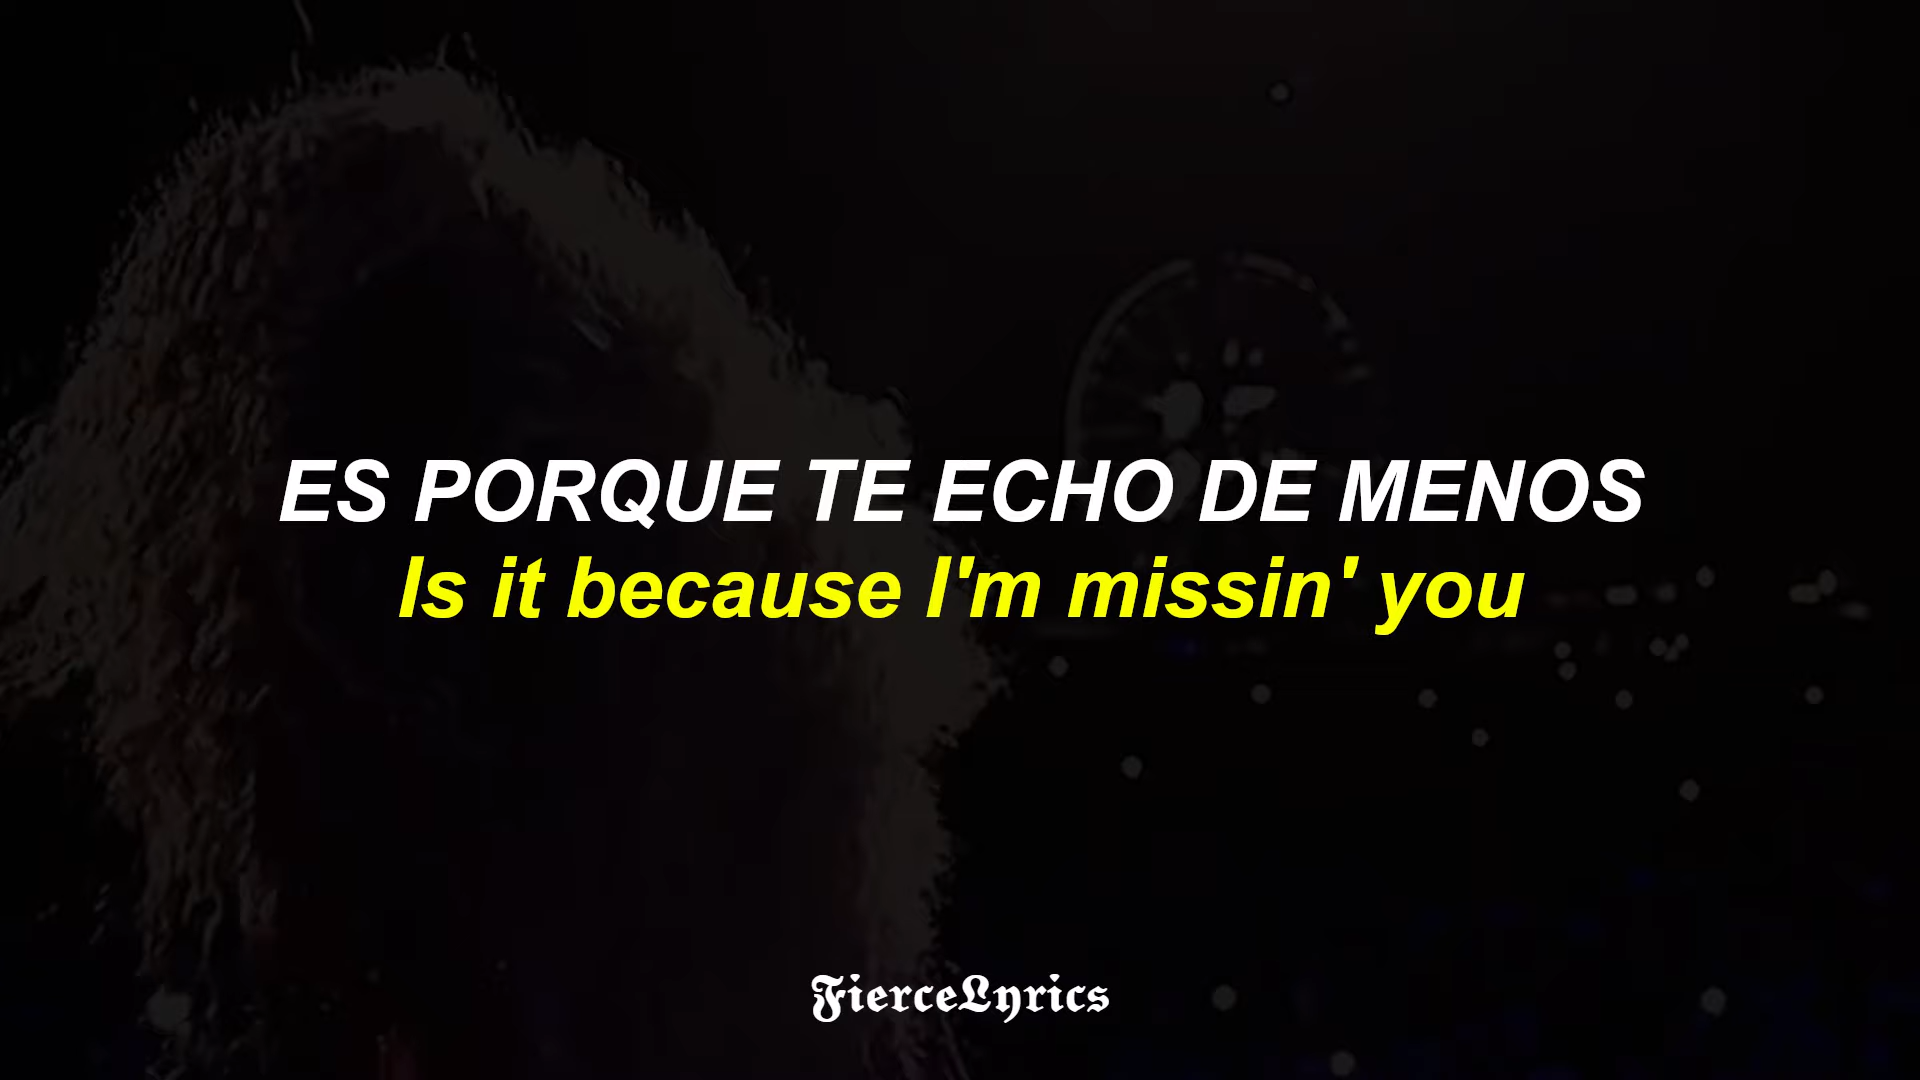 ES PORQUE TE ECHO DE MENOS
Is it because I'm missin' you
FierceLyrics